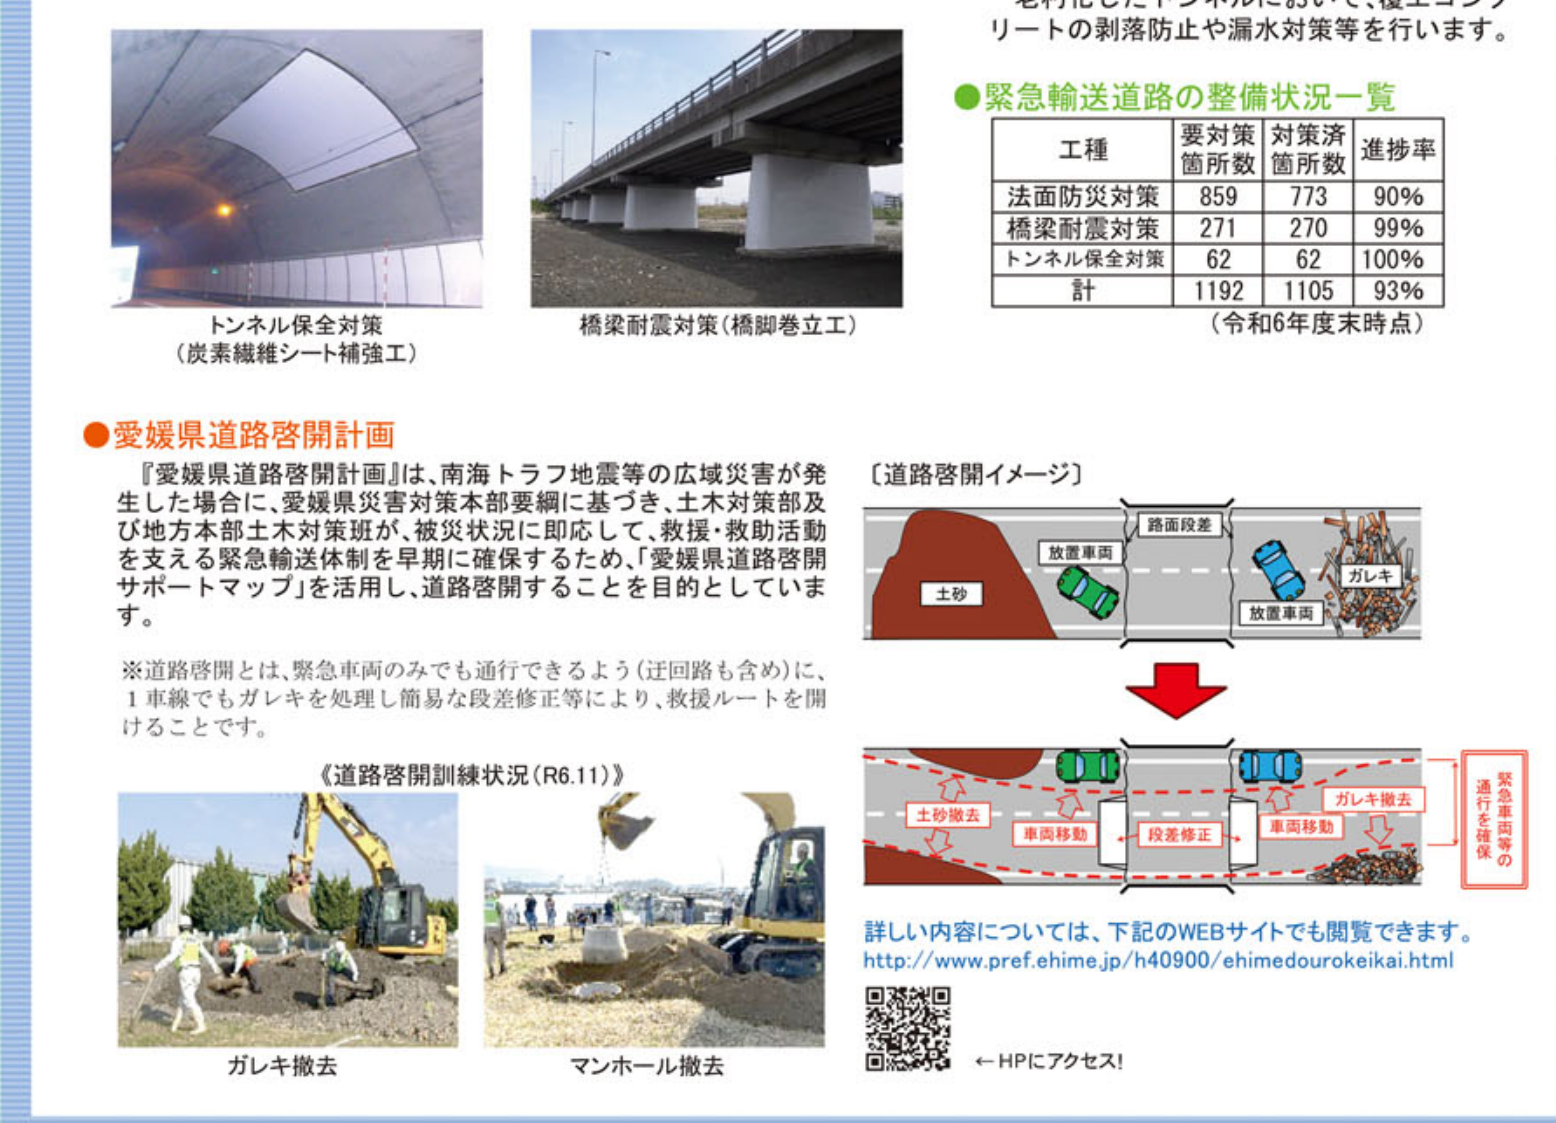 リートの剥落防止や漏水対策等を行います。
●緊急輸送道路の整備状況一覧
工種 要対策箇所数 対策済箇所数 進捗率
法面防災対策 859 773 90%
橋梁耐震対策 271 270 99%
トンネル保全対策 62 62 100%
計 1192 1105 93%
（令和6年度末時点）
トンネル保全対策
（炭素繊維シート補強工）
橋梁耐震対策（橋脚巻立工）
●愛媛県道路啓開計画
『愛媛県道路啓開計画』は、南海トラフ地震等の広域災害が発
生した場合に、愛媛県災害対策本部要綱に基づき、土木対策部及
び地方本部土木対策班が、被災状況に即応して、救援・救助活動
を支える緊急輸送体制を早期に確保するため、「愛媛県道路啓開
サポートマップ」を活用し、道路啓開することを目的としていま
す。
※道路啓開とは、緊急車両のみでも通行できるよう（迂回路も含め）に、
１車線でもガレキを処理し簡易な段差修正等により、救援ルートを開
けることです。
《道路啓開訓練状況（R6.11）》
ガレキ撤去
マンホール撤去
〔道路啓開イメージ〕
路面段差
放置車両
土砂
ガレキ
放置車両
土砂撤去
車両移動
段差修正
車両移動
ガレキ撤去
緊急車両等の
通行を確保
詳しい内容については、下記のWEBサイトでも閲覧できます。
http://www.pref.ehime.jp/h40900/ehimedourokeikai.html
←HPにアクセス!